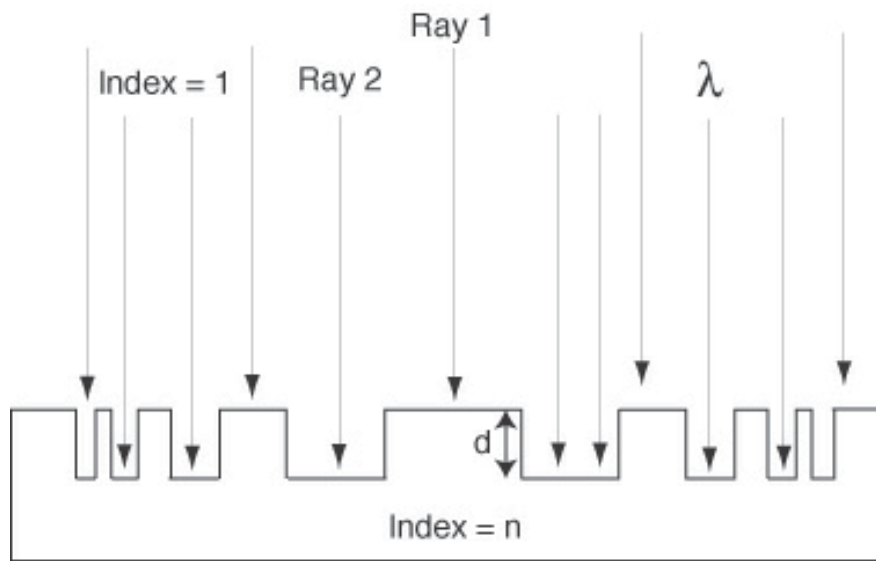 Ray 1
Index = 1
Ray 2
λ
d
Index = n